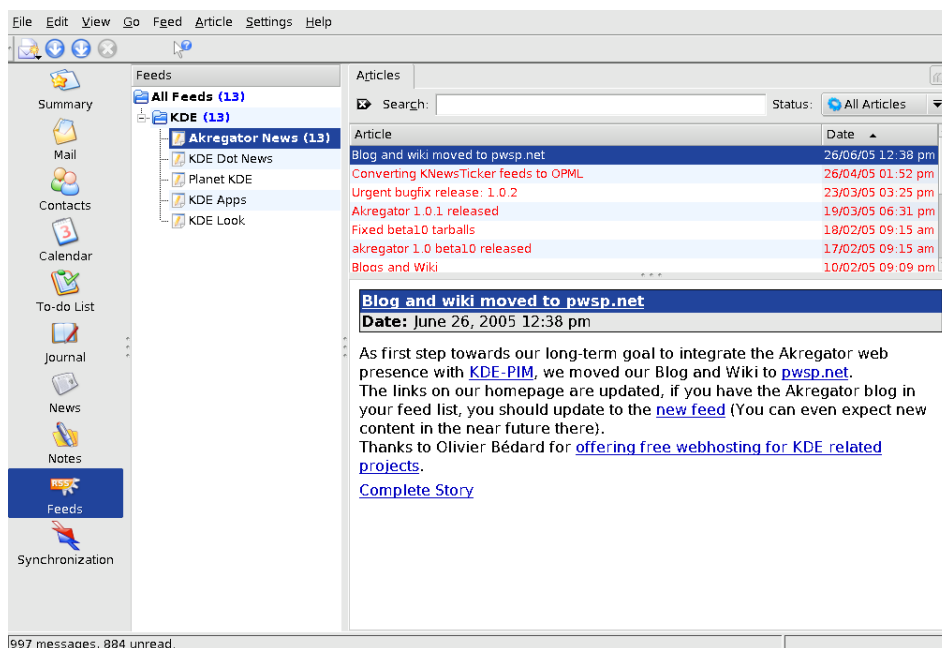 File Edit View Go Feed Article Settings Help
Summary
Mail
Contacts
3
Calendar
To-do List
Journal
News
Notes
RSS
Feeds
Synchronization
Feeds
All Feeds (13)
KDE (13)
Akregator News (13)
KDE Dot News
Planet KDE
KDE Apps
KDE Look
Articles
Search: Status: All Articles
Article Date
Blog and wiki moved to pwsp.net 26/06/05 12:38 pm
Converting KNewsTicker feeds to OPML 26/04/05 01:52 pm
Urgent bugfix release: 1.0.2 23/03/05 03:25 pm
Akregator 1.0.1 released 19/03/05 06:31 pm
Fixed beta10 tarballs 18/02/05 09:15 am
akregator 1.0 beta10 released 17/02/05 09:15 am
Blogs and Wiki 10/02/05 09:09 pm
Blog and wiki moved to pwsp.net
Date: June 26, 2005 12:38 pm
As first step towards our long-term goal to integrate the Akregator web
presence with KDE-PIM, we moved our Blog and Wiki to pwsp.net.
The links on our homepage are updated, if you have the Akregator blog in
your feed list, you should update to the new feed (You can even expect new
content in the near future there).
Thanks to Olivier Bédard for offering free webhosting for KDE related
projects.
Complete Story
997 messages, 884 unread.